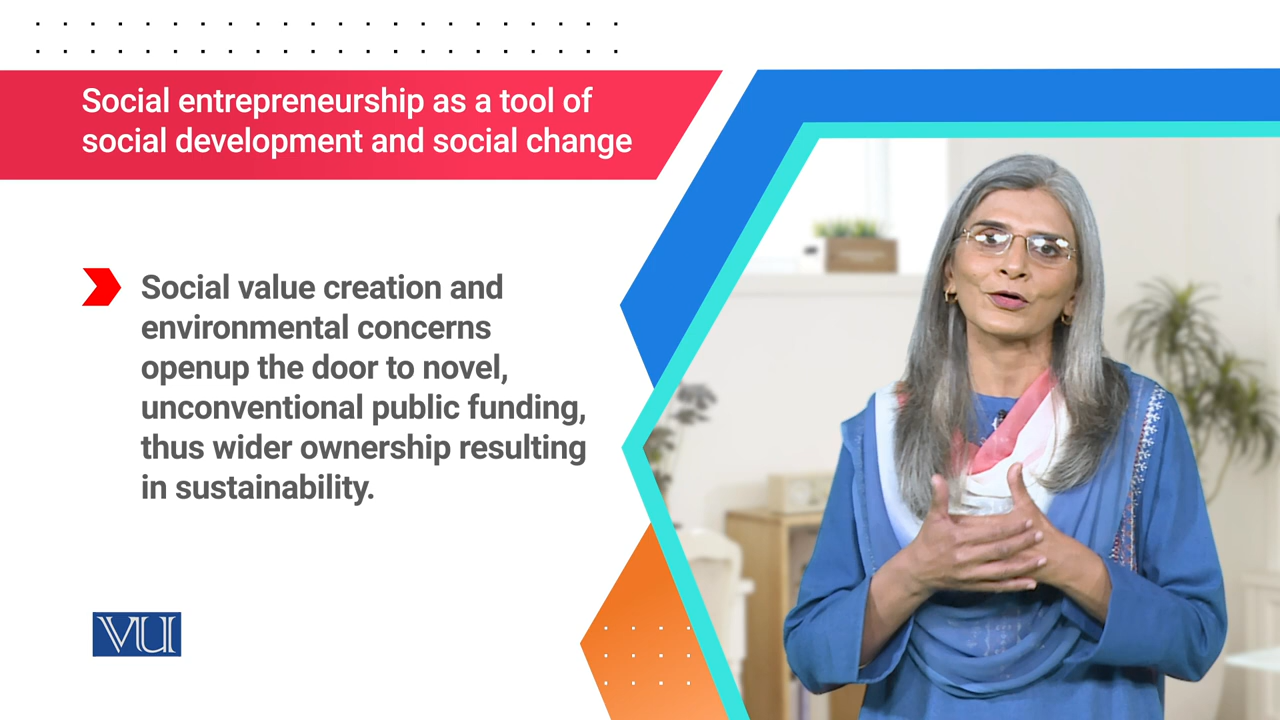 Social entrepreneurship as a tool of
social development and social change
Social value creation and
environmental concerns
openup the door to novel,
unconventional public funding,
thus wider ownership resulting
in sustainability.
VU